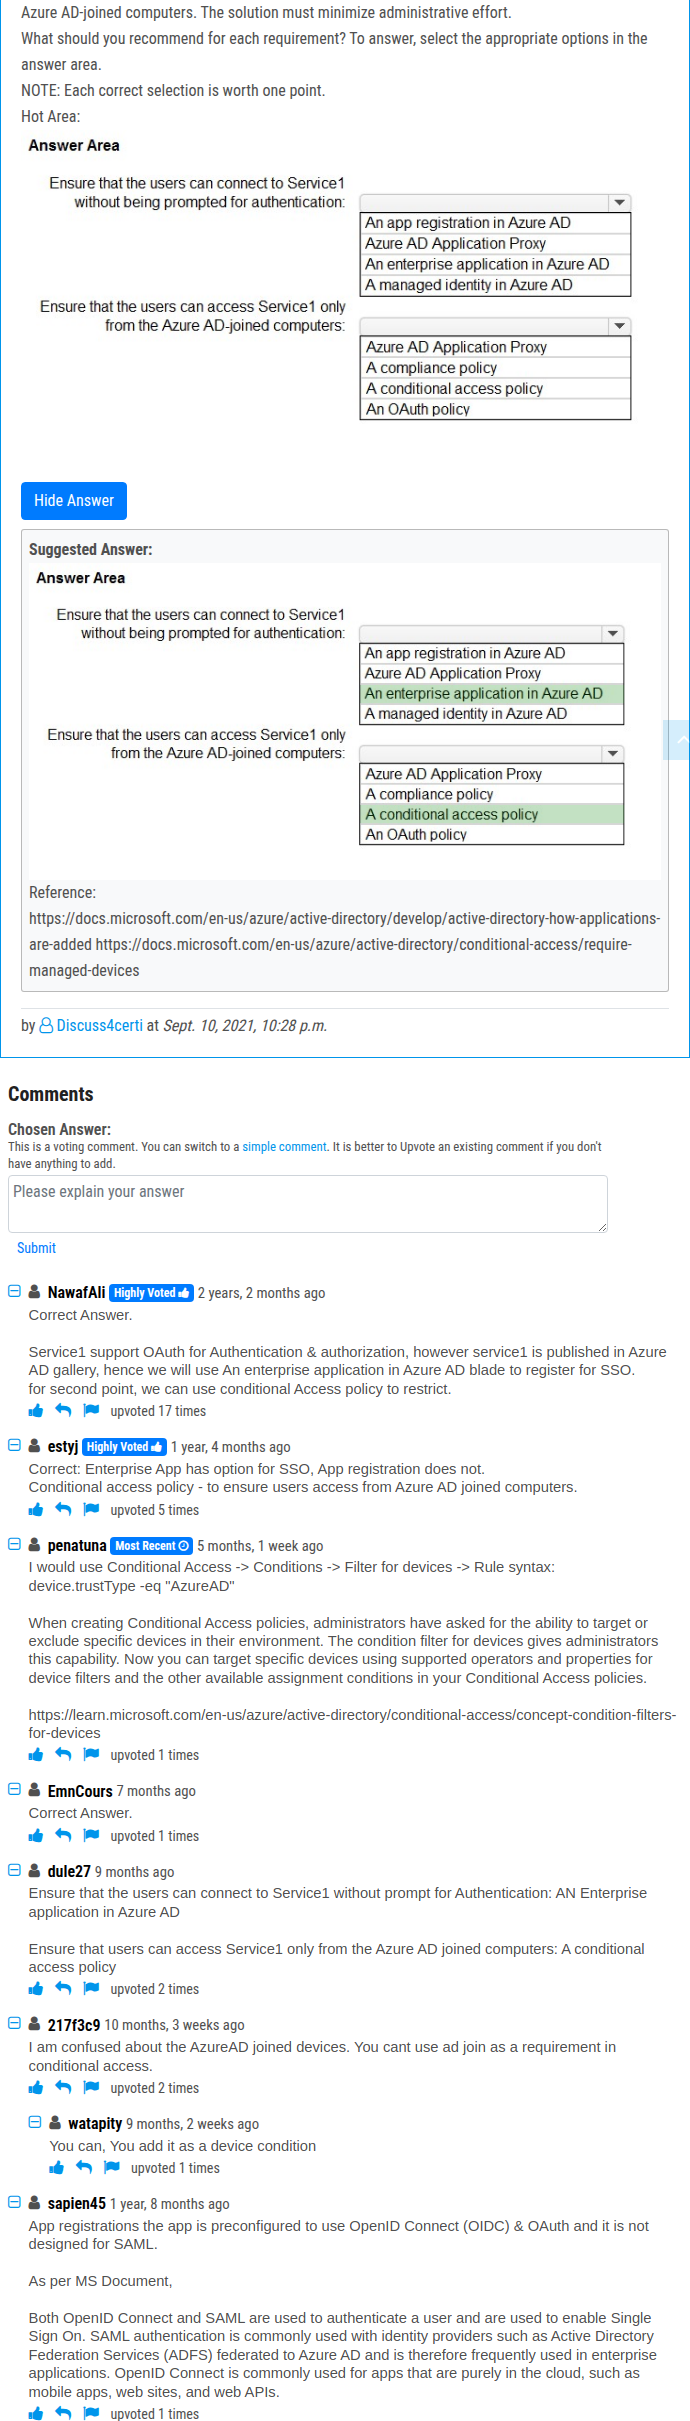 Azure AD-joined computers. The solution must minimize administrative effort.
What should you recommend for each requirement? To answer, select the appropriate options in the
answer area.
NOTE: Each correct selection is worth one point.
Hot Area:
Answer Area
Ensure that the users can connect to Service1
without being prompted for authentication:
An app registration in Azure AD
Azure AD Application Proxy
An enterprise application in Azure AD
A managed identity in Azure AD
Ensure that the users can access Service1 only
from the Azure AD-joined computers:
Azure AD Application Proxy
A compliance policy
A conditional access policy
An OAuth policy
Hide Answer
Suggested Answer:
Answer Area
Ensure that the users can connect to Service1
without being prompted for authentication:
An app registration in Azure AD
Azure AD Application Proxy
An enterprise application in Azure AD
A managed identity in Azure AD
Ensure that the users can access Service1 only
from the Azure AD-joined computers:
Azure AD Application Proxy
A compliance policy
A conditional access policy
An OAuth policy
Reference:
https://docs.microsoft.com/en-us/azure/active-directory/develop/active-directory-how-applications-
are-added https://docs.microsoft.com/en-us/azure/active-directory/conditional-access/require-
managed-devices
by Discuss4certi at Sept. 10, 2021, 10:28 p.m.
Comments
Chosen Answer:
This is a voting comment. You can switch to a simple comment. It is better to Upvote an existing comment if you don't
have anything to add.
Please explain your answer
Submit
NawafAli Highly Voted 2 years, 2 months ago
Correct Answer.
Service1 support OAuth for Authentication & authorization, however service1 is published in Azure
AD gallery, hence we will use An enterprise application in Azure AD blade to register for SSO.
for second point, we can use conditional Access policy to restrict.
upvoted 17 times
estyj Highly Voted 1 year, 4 months ago
Correct: Enterprise App has option for SSO, App registration does not.
Conditional access policy - to ensure users access from Azure AD joined computers.
upvoted 5 times
penatuna Most Recent 5 months, 1 week ago
I would use Conditional Access -> Conditions -> Filter for devices -> Rule syntax:
device.trustType -eq "AzureAD"
When creating Conditional Access policies, administrators have asked for the ability to target or
exclude specific devices in their environment. The condition filter for devices gives administrators
this capability. Now you can target specific devices using supported operators and properties for
device filters and the other available assignment conditions in your Conditional Access policies.
https://learn.microsoft.com/en-us/azure/active-directory/conditional-access/concept-condition-filters-
for-devices
upvoted 1 times
EmnCours 7 months ago
Correct Answer.
upvoted 1 times
dule27 9 months ago
Ensure that the users can connect to Service1 without prompt for Authentication: AN Enterprise
application in Azure AD
Ensure that users can access Service1 only from the Azure AD joined computers: A conditional
access policy
upvoted 2 times
217f3c9 10 months, 3 weeks ago
I am confused about the AzureAD joined devices. You cant use ad join as a requirement in
conditional access.
upvoted 2 times
watapity 9 months, 2 weeks ago
You can, You add it as a device condition
upvoted 1 times
sapien45 1 year, 8 months ago
App registrations the app is preconfigured to use OpenID Connect (OIDC) & OAuth and it is not
designed for SAML.
As per MS Document,
Both OpenID Connect and SAML are used to authenticate a user and are used to enable Single
Sign On. SAML authentication is commonly used with identity providers such as Active Directory
Federation Services (ADFS) federated to Azure AD and is therefore frequently used in enterprise
applications. OpenID Connect is commonly used for apps that are purely in the cloud, such as
mobile apps, web sites, and web APIs.
upvoted 1 times